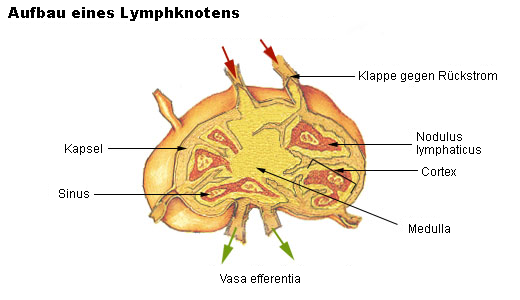 Aufbau eines Lymphknotens
Klappe gegen Rückstrom
Kapsel
Nodulus
lymphaticus
Cortex
Sinus
Medulla
Vasa efferentia